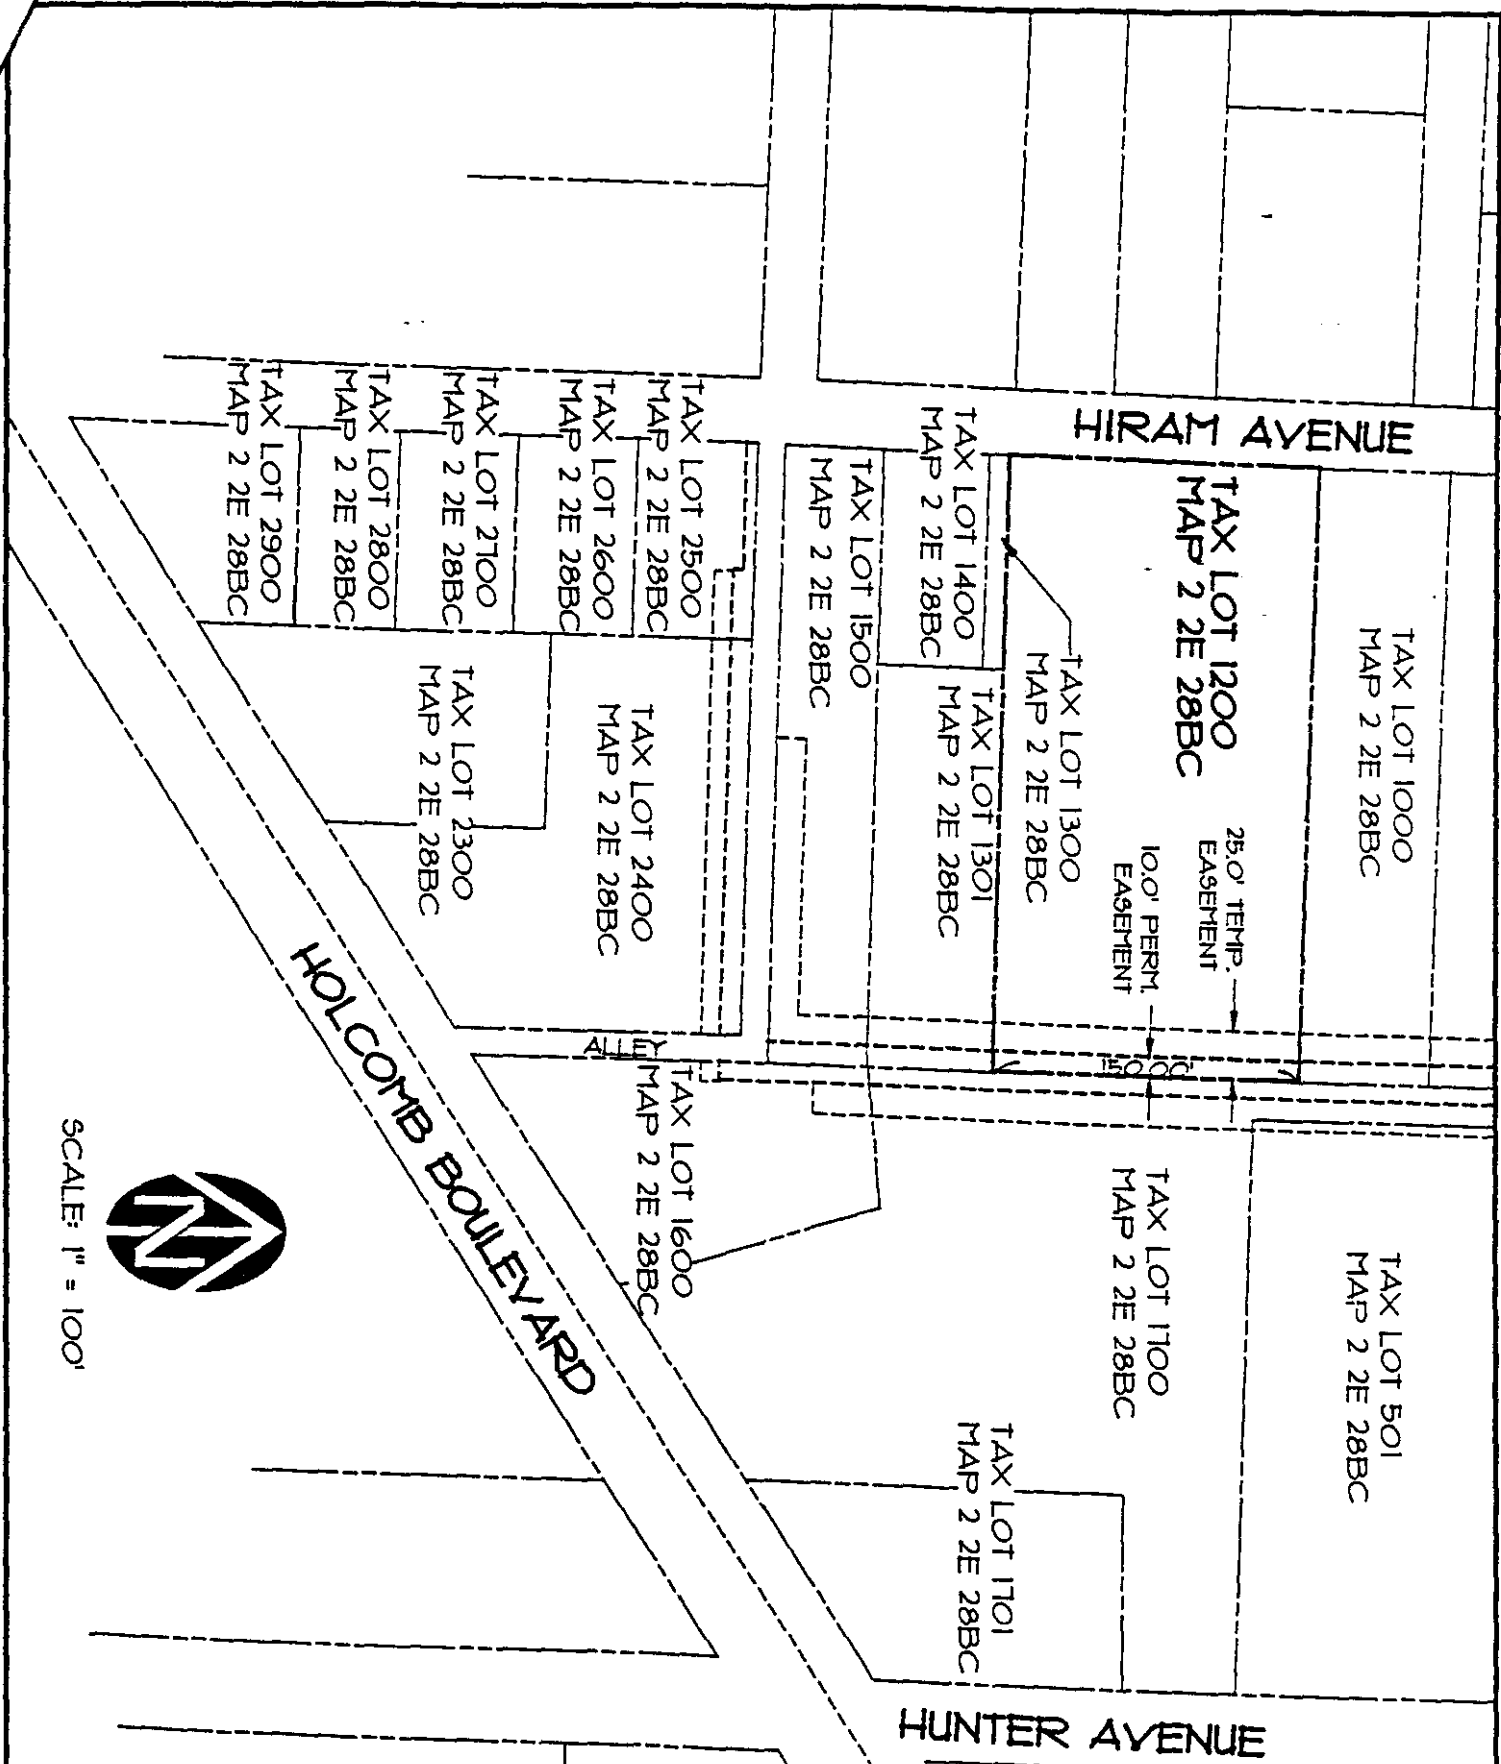 HIRAM AVENUE
TAX LOT 1000
MAP 2 2E 28BC
TAX LOT 1200
MAP 2 2E 28BC
25.0' TEMP.
EASEMENT
10.0' PERM.
EASEMENT
150.00'
TAX LOT 1300
MAP 2 2E 28BC
TAX LOT 1301
MAP 2 2E 28BC
TAX LOT 1400
MAP 2 2E 28BC
TAX LOT 1500
MAP 2 2E 28BC
TAX LOT 2500
MAP 2 2E 28BC
TAX LOT 2600
MAP 2 2E 28BC
TAX LOT 2700
MAP 2 2E 28BC
TAX LOT 2800
MAP 2 2E 28BC
TAX LOT 2900
MAP 2 2E 28BC
TAX LOT 2400
MAP 2 2E 28BC
TAX LOT 2300
MAP 2 2E 28BC
ALLEY
TAX LOT 1600
MAP 2 2E 28BC
TAX LOT 1700
MAP 2 2E 28BC
TAX LOT 501
MAP 2 2E 28BC
TAX LOT 1701
MAP 2 2E 28BC
HOLCOMB BOULEVARD
HUNTER AVENUE
N
SCALE: 1" = 100'